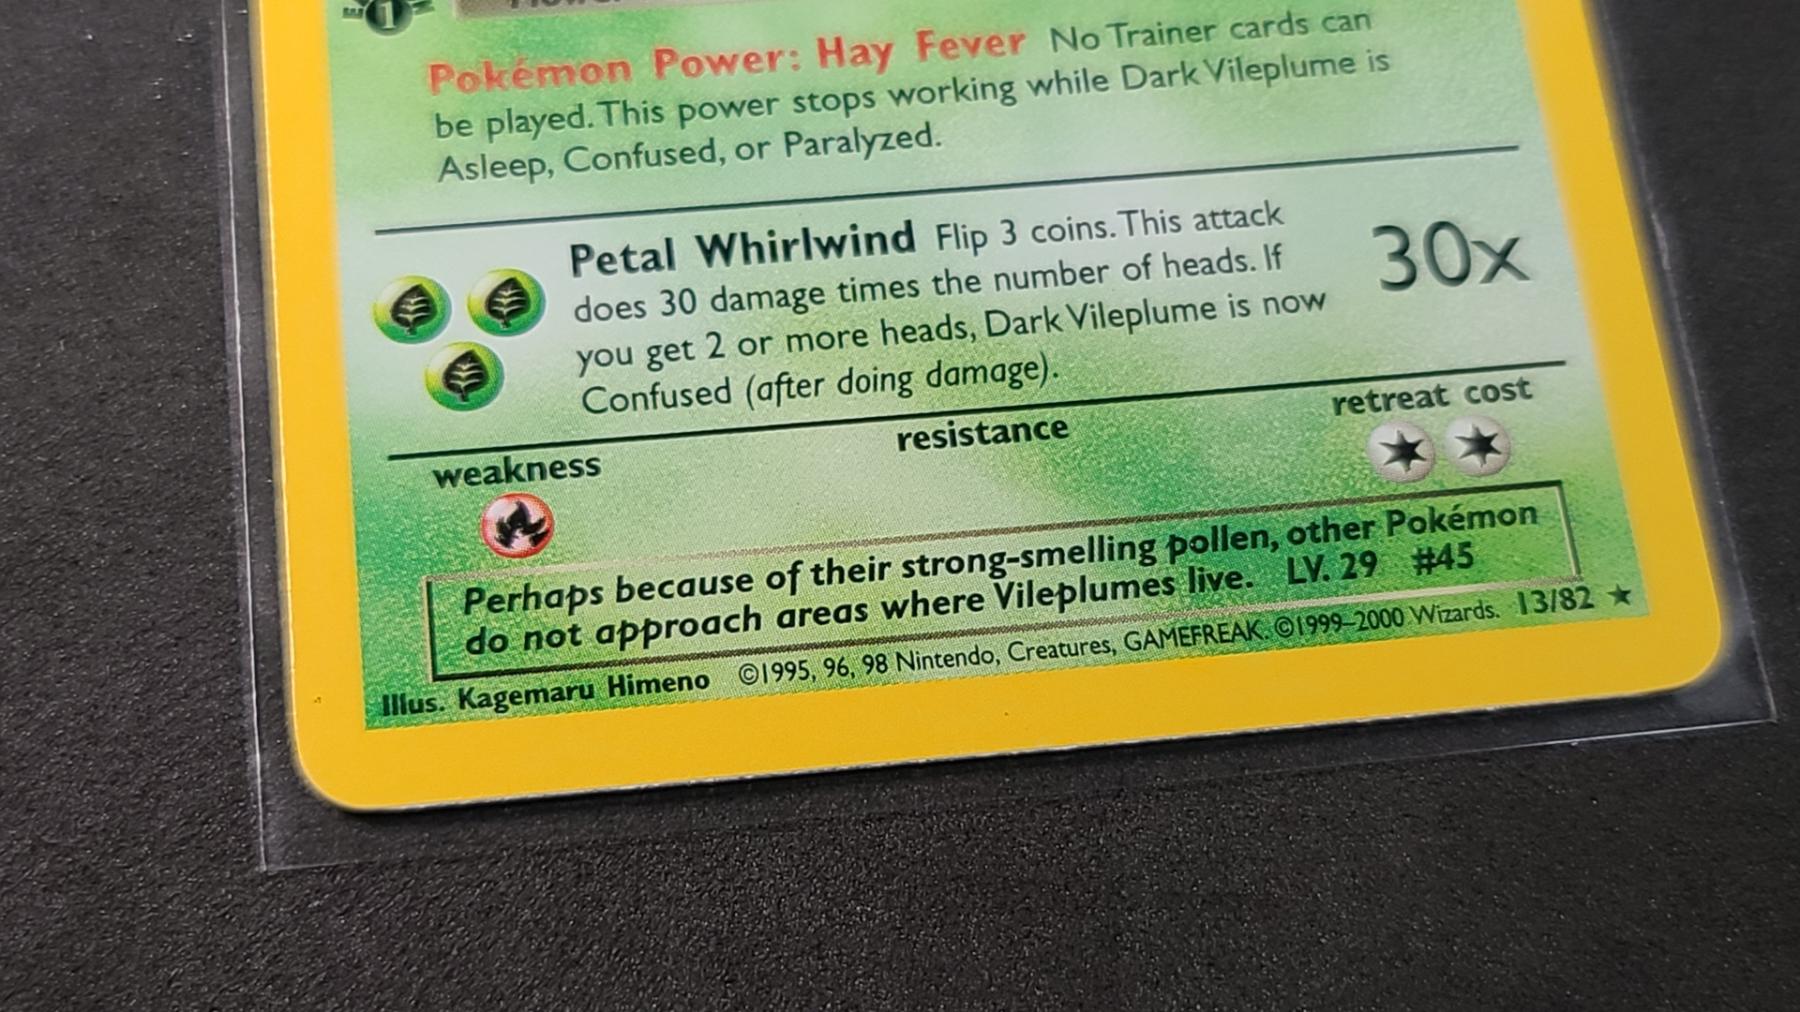 1
Pokémon Power: Hay Fever No Trainer cards can
be played. This power stops working while Dark Vileplume is
Asleep, Confused, or Paralyzed.
Petal Whirlwind Flip 3 coins. This attack
does 30 damage times the number of heads. If
you get 2 or more heads, Dark Vileplume is now
Confused (after doing damage).
30x
weakness
resistance
retreat cost
Perhaps because of their strong-smelling pollen, other Pokémon
do not approach areas where Vileplumes live. LV. 29 #45
Illus. Kagemaru Himeno ©1995, 96, 98 Nintendo, Creatures, GAMEFREAK. ©1999–2000 Wizards. 13/82 ★